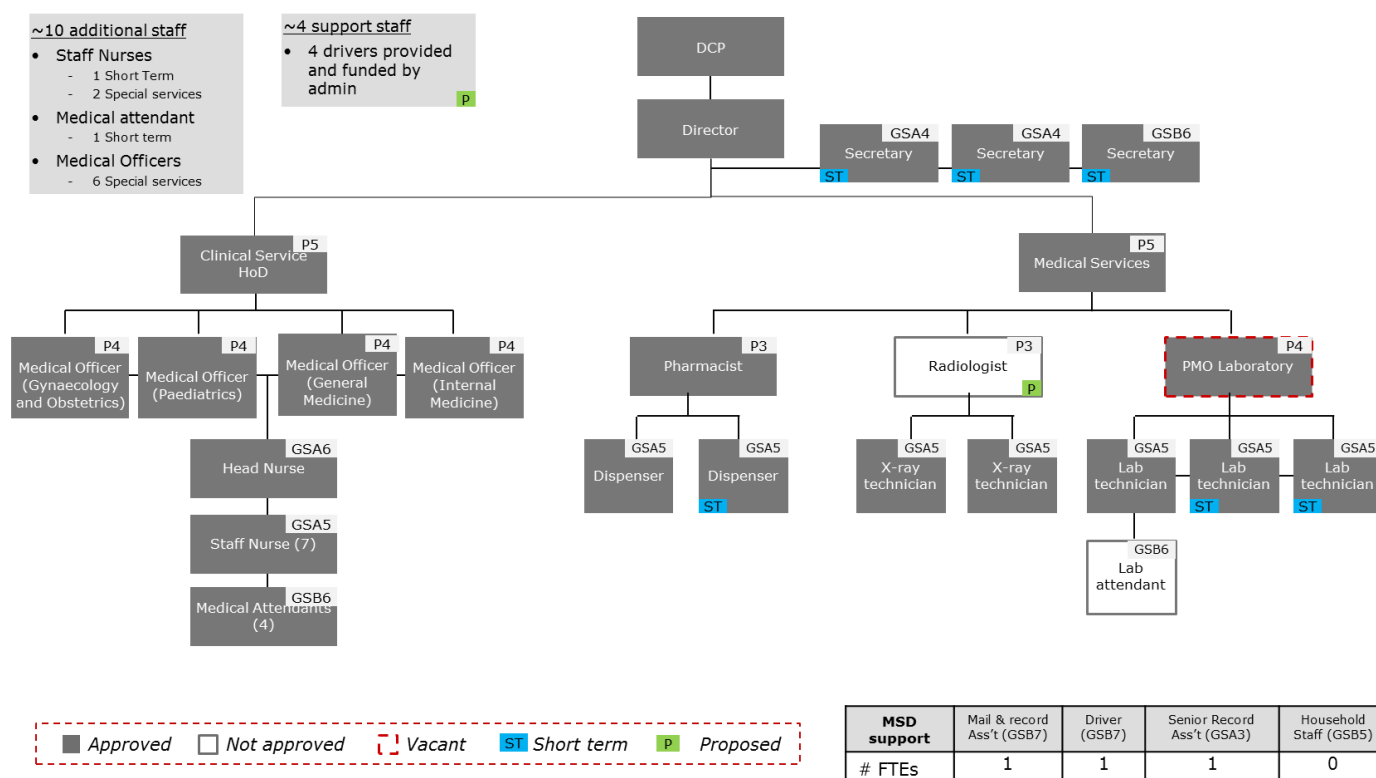 ~10 additional staff
• Staff Nurses
- 1 Short Term
- 2 Special services
• Medical attendant
- 1 Short term
• Medical Officers
- 6 Special services
~4 support staff
• 4 drivers provided
and funded by
admin
P
DCP
Director
GSA4
Secretary
ST
GSA4
Secretary
ST
GSB6
Secretary
ST
P5
Clinical Service
HoD
P5
Medical Services
P4
Medical Officer
(Gynaecology
and Obstetrics)
P4
Medical Officer
(Paediatrics)
P4
Medical Officer
(General
Medicine)
P4
Medical Officer
(Internal
Medicine)
P3
Pharmacist
P3
Radiologist
P
P4
PMO Laboratory
GSA6
Head Nurse
GSA5
Staff Nurse (7)
GSB6
Medical Attendants
(4)
GSA5
Dispenser
GSA5
Dispenser
ST
GSA5
X-ray
technician
GSA5
X-ray
technician
GSA5
Lab
technician
GSA5
Lab
technician
ST
GSA5
Lab
technician
ST
GSB6
Lab
attendant
Approved
Not approved
Vacant
ST Short term
P Proposed
MSD
support
Mail & record
Ass't (GSB7)
Driver
(GSB7)
Senior Record
Ass't (GSA3)
Household
Staff (GSB5)
# FTEs
1
1
1
0